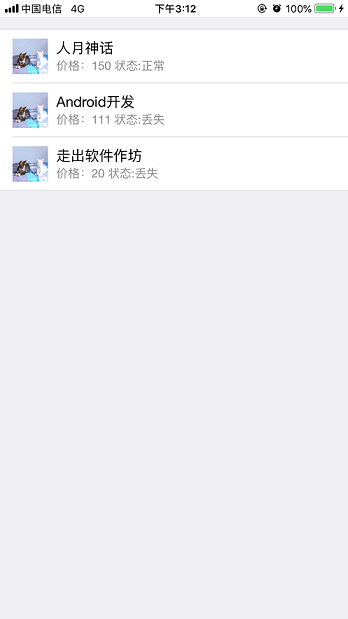 中国电信 4G 下午3:12 100%
人月神话
价格：150 状态:正常
Android开发
价格：111 状态:丢失
走出软件作坊
价格：20 状态:丢失